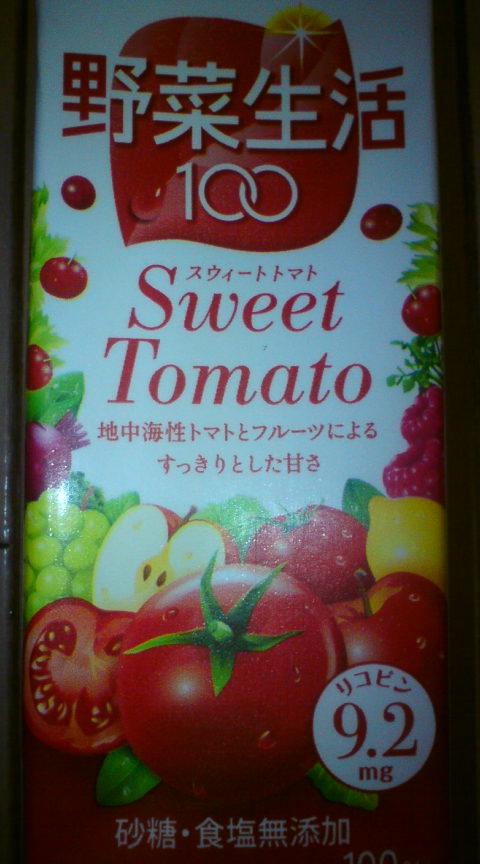 野菜生活
100
スウィートトマト
Sweet
Tomato
地中海性トマトとフルーツによる
すっきりとした甘さ
リコピン
9.2
mg
砂糖・食塩無添加